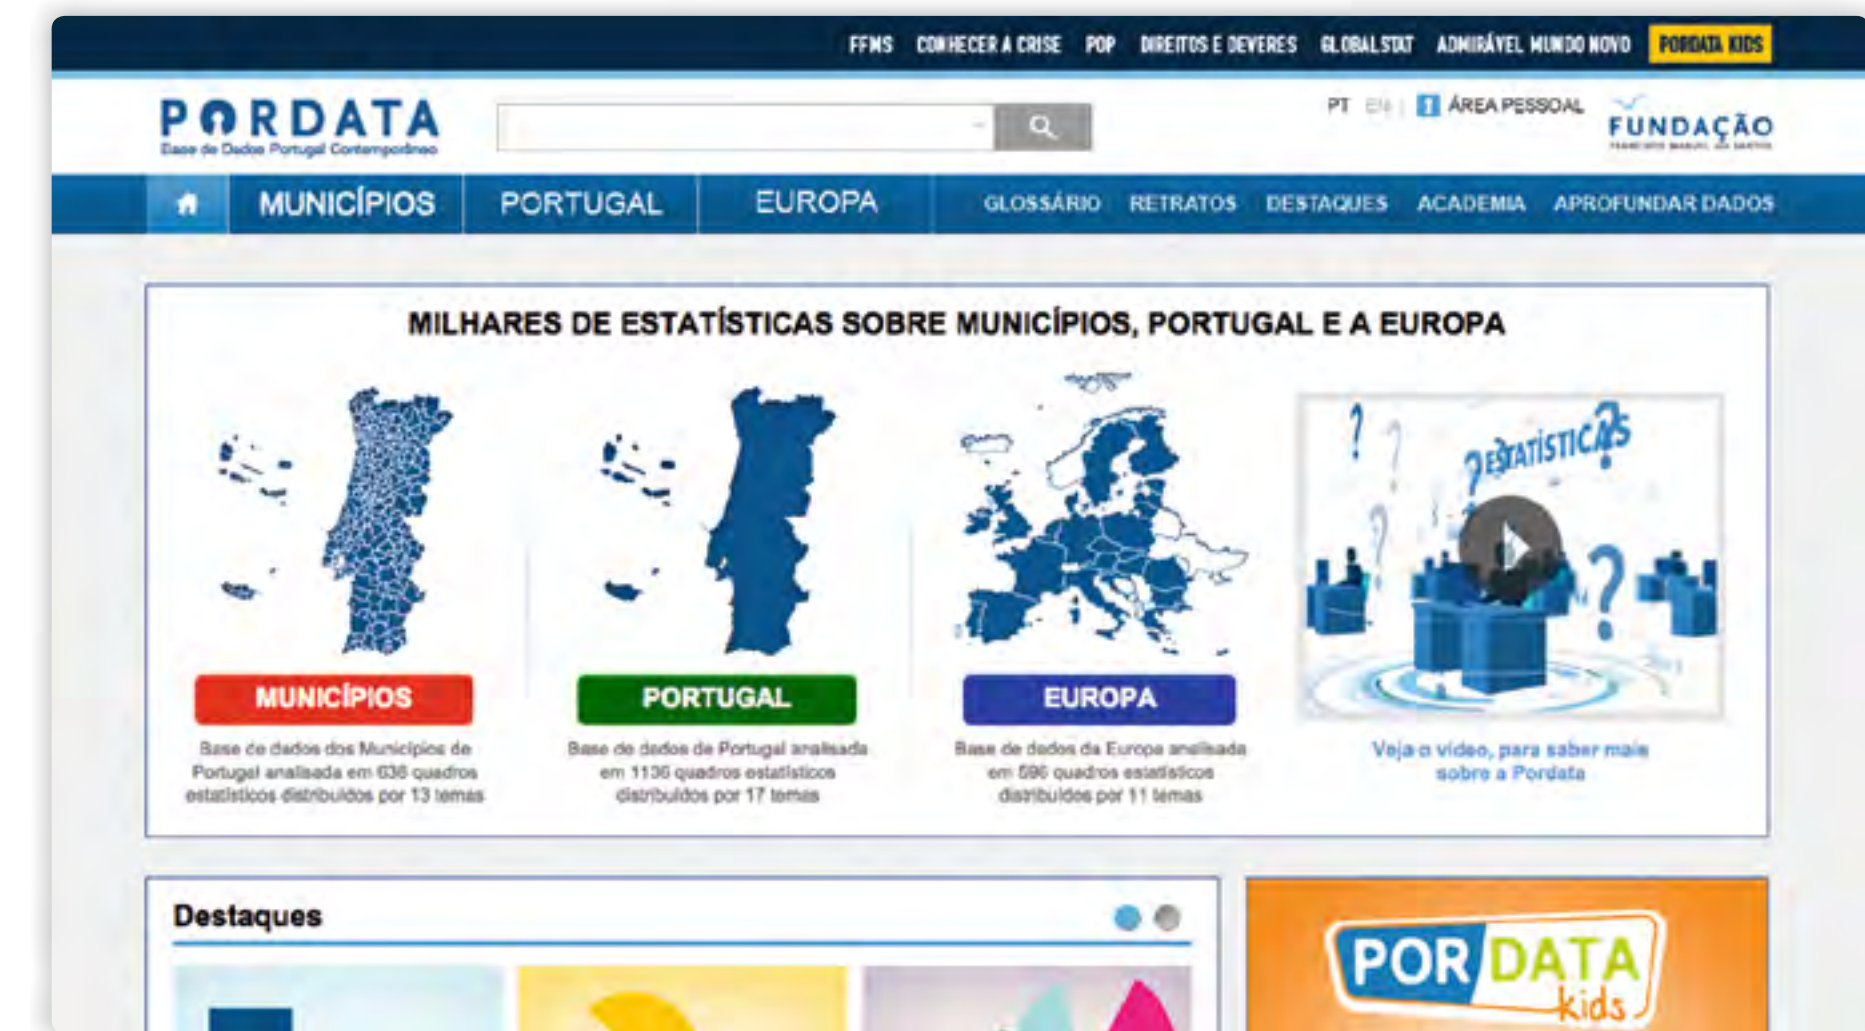 FFMS CONHECER A CRISE POP DIREITOS E DEVERES GLOBALSTAT ADMIRÁVEL MUNDO NOVO PORDATA KIDS
PORDATA
Base de Dados Portugal Contemporâneo
PT EN | ÁREA PESSOAL
FUNDAÇÃO
FRANCISCO MANUEL DOS SANTOS
MUNICÍPIOS PORTUGAL EUROPA GLOSSÁRIO RETRATOS DESTAQUES ACADEMIA APROFUNDAR DADOS
MILHARES DE ESTATÍSTICAS SOBRE MUNICÍPIOS, PORTUGAL E A EUROPA
MUNICÍPIOS
Base de dados dos Municípios de
Portugal analisada em 636 quadros
estatísticos distribuídos por 13 temas
PORTUGAL
Base de dados de Portugal analisada
em 1136 quadros estatísticos
distribuídos por 17 temas
EUROPA
Base de dados da Europa analisada
em 596 quadros estatísticos
distribuídos por 11 temas
? ? ? ESTATÍSTICAS ?
? ?
Veja o vídeo, para saber mais
sobre a Pordata
Destaques
PORDATA
kids